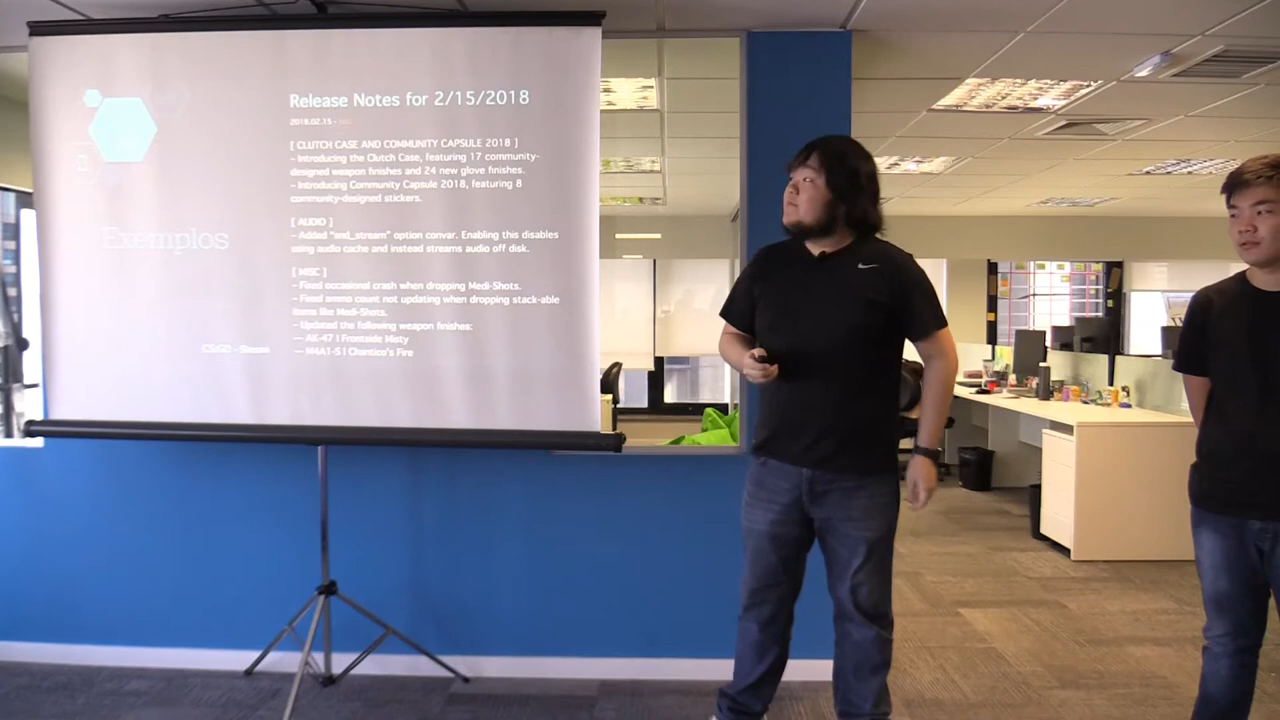 Release Notes for 2/15/2018
2018.02.15 -
[ CLUTCH CASE AND COMMUNITY CAPSULE 2018 ]
– Introducing the Clutch Case, featuring 17 community-
designed weapon finishes and 24 new glove finishes.
– Introducing Community Capsule 2018, featuring 8
community-designed stickers.
[ AUDIO ]
– Added "snd_stream" option convar. Enabling this disables
using audio cache and instead streams audio off disk.
[ MISC ]
– Fixed occasional crash when dropping Medi-Shots.
– Fixed ammo count not updating when dropping stack-able
items like Medi-Shots.
– Updated the following weapon finishes:
— AK-47 | Frontside Misty
— M4A1-S | Chantico's Fire
Exemplos
CS:GO - Steam